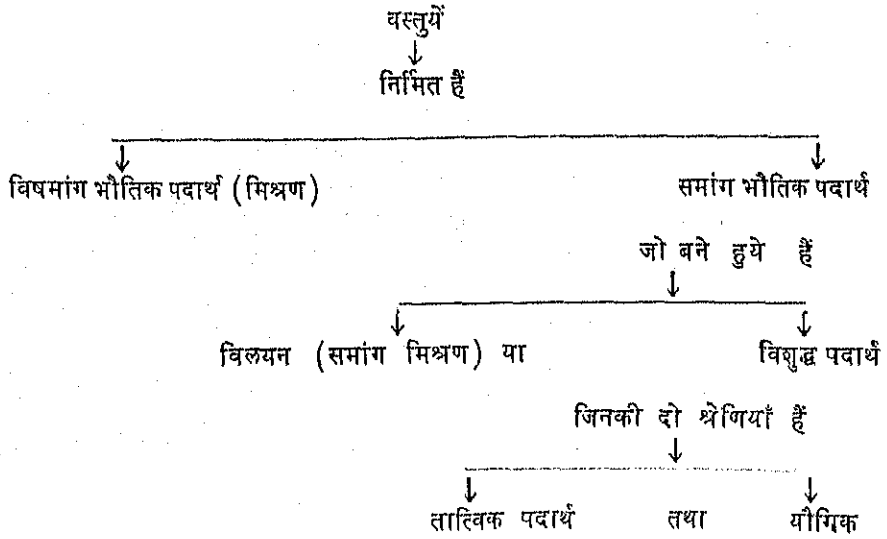 वस्तुयें
↓
निर्मित हैं
↓ ↓
विषमांग भौतिक पदार्थ (मिश्रण) समांग भौतिक पदार्थ
जो बने हुये हैं
↓
↓ ↓
विलयन (समांग मिश्रण) या विशुद्ध पदार्थ
जिनकी दो श्रेणियाँ हैं
↓
↓ ↓
तात्विक पदार्थ तथा यौगिक